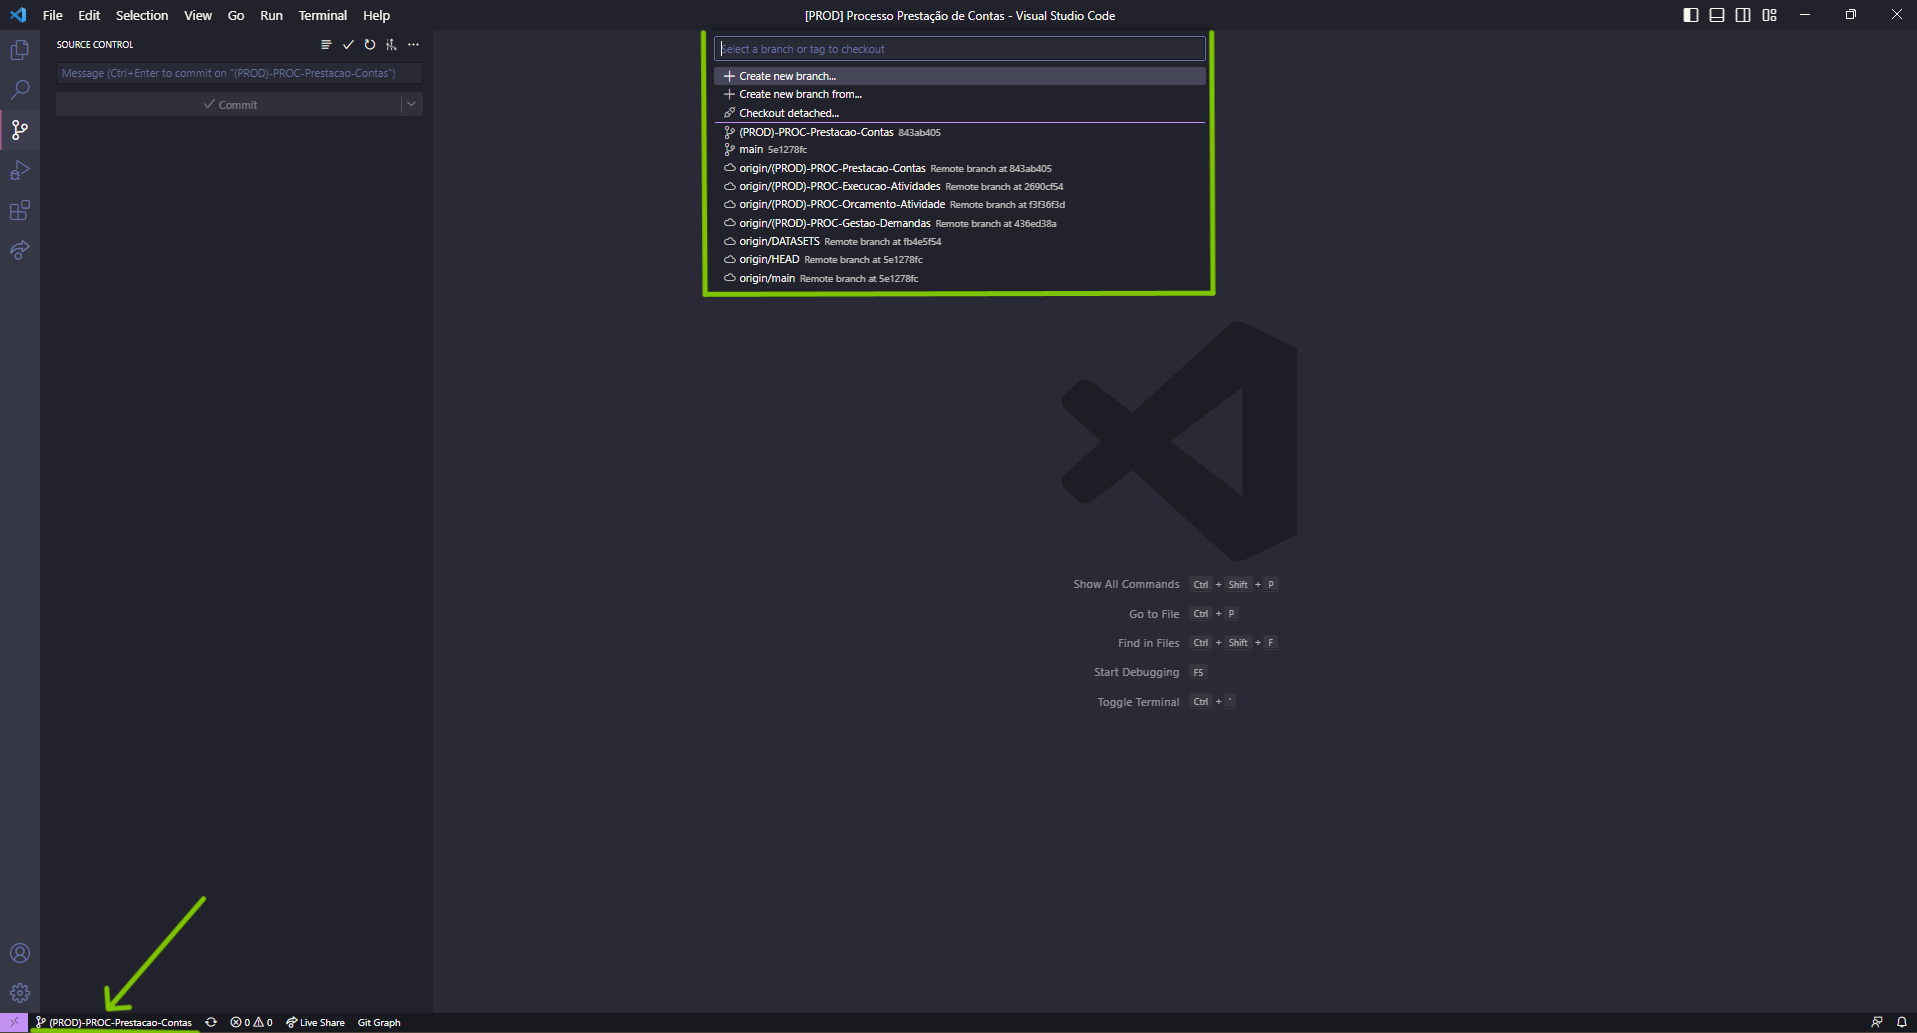 File Edit Selection View Go Run Terminal Help
[PROD] Processo Prestação de Contas - Visual Studio Code
SOURCE CONTROL
Message (Ctrl+Enter to commit on "(PROD)-PROC-Prestacao-Contas")
Commit
Select a branch or tag to checkout
Create new branch...
Create new branch from...
Checkout detached...
(PROD)-PROC-Prestacao-Contas 843ab405
main 5e1278fc
origin/(PROD)-PROC-Prestacao-Contas Remote branch at 843ab405
origin/(PROD)-PROC-Execucao-Atividades Remote branch at 2690cf54
origin/(PROD)-PROC-Orcamento-Atividade Remote branch at f3f36f3d
origin/(PROD)-PROC-Gestao-Demandas Remote branch at 436ed38a
origin/DATASETS Remote branch at fb4e5f54
origin/HEAD Remote branch at 5e1278fc
origin/main Remote branch at 5e1278fc
Show All Commands Ctrl + Shift + P
Go to File Ctrl + P
Find in Files Ctrl + Shift + F
Start Debugging F5
Toggle Terminal Ctrl + '
(PROD)-PROC-Prestacao-Contas 0 0 Live Share Git Graph